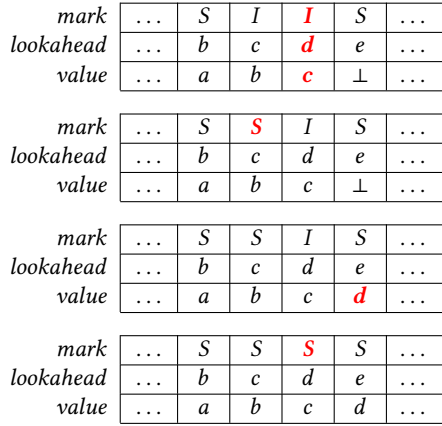 mark ... S I I S ...
lookahead ... b c d e ...
value ... a b c ⊥ ...
mark ... S S I S ...
lookahead ... b c d e ...
value ... a b c ⊥ ...
mark ... S S I S ...
lookahead ... b c d e ...
value ... a b c d ...
mark ... S S S S ...
lookahead ... b c d e ...
value ... a b c d ...